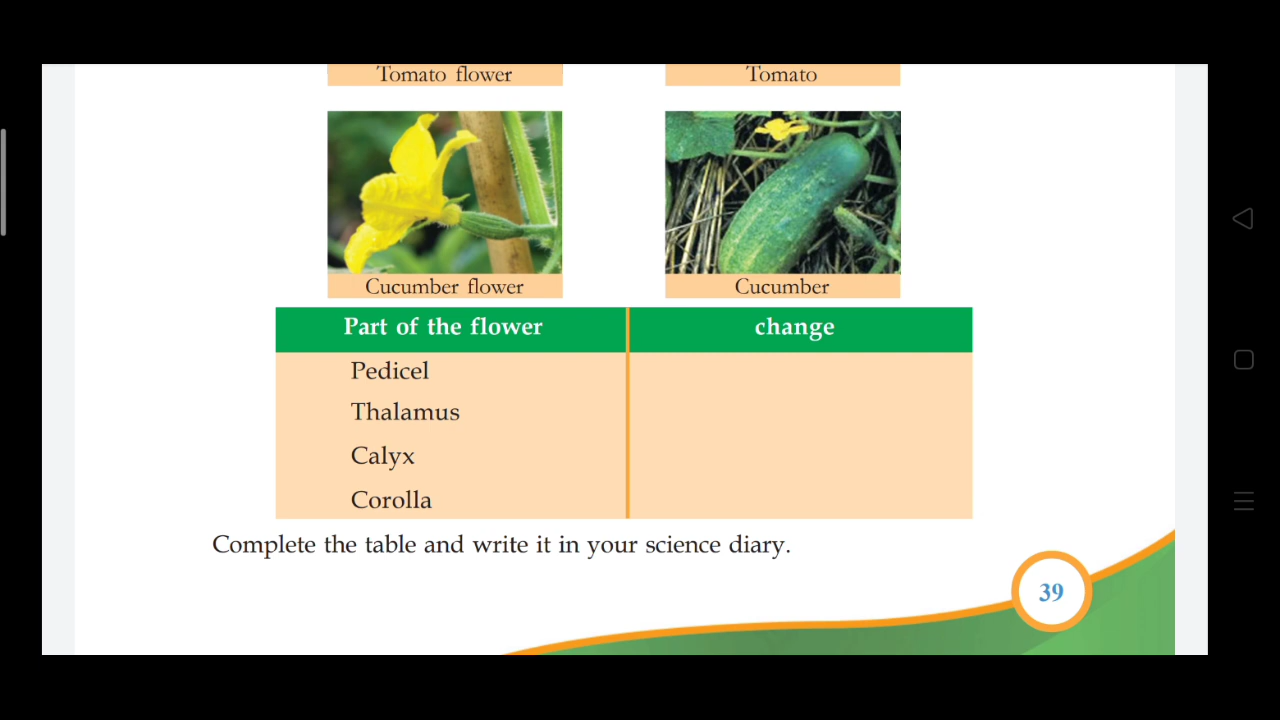 Tomato flower
Tomato
Cucumber flower
Cucumber
Part of the flower
change
Pedicel
Thalamus
Calyx
Corolla
Complete the table and write it in your science diary.
39